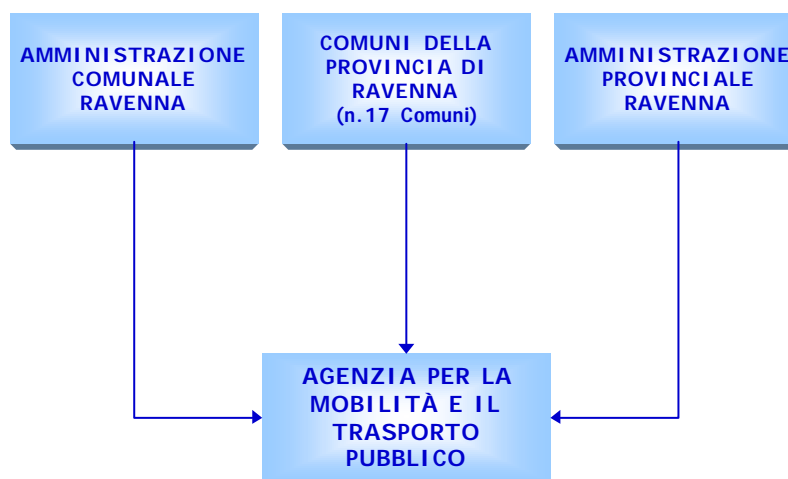 AMMINISTRAZIONE
COMUNALE
RAVENNA
COMUNI DELLA
PROVINCIA DI
RAVENNA
(n.17 Comuni)
AMMINISTRAZIONE
PROVINCIALE
RAVENNA
AGENZIA PER LA
MOBILITÀ E IL
TRASPORTO
PUBBLICO